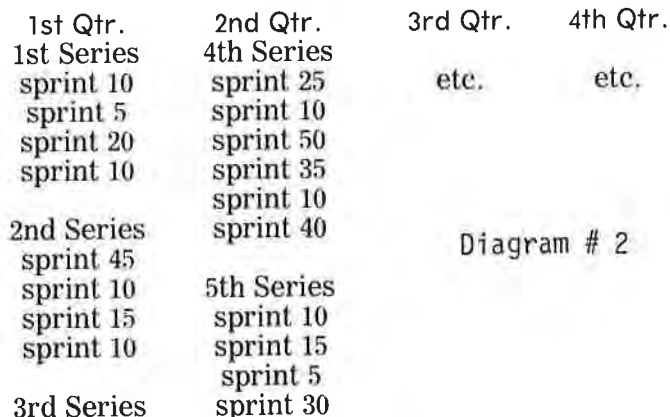 1st Qtr.
1st Series
sprint 10
sprint 5
sprint 20
sprint 10
2nd Series
sprint 45
sprint 10
sprint 15
sprint 10
3rd Series
2nd Qtr.
4th Series
sprint 25
sprint 10
sprint 50
sprint 35
sprint 10
sprint 40
5th Series
sprint 10
sprint 15
sprint 5
sprint 30
3rd Qtr.
etc.
4th Qtr.
etc.
Diagram # 2